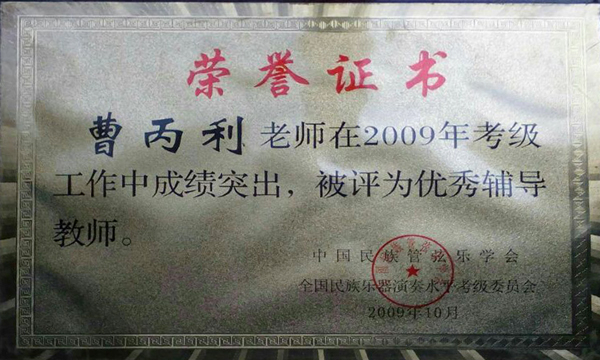 荣誉证书
曹丙利 老师在2009年考级
工作中成绩突出，被评为优秀辅导
教师。
中国民族管弦乐学会
全国民族乐器演奏水平考级委员会
2009年10月